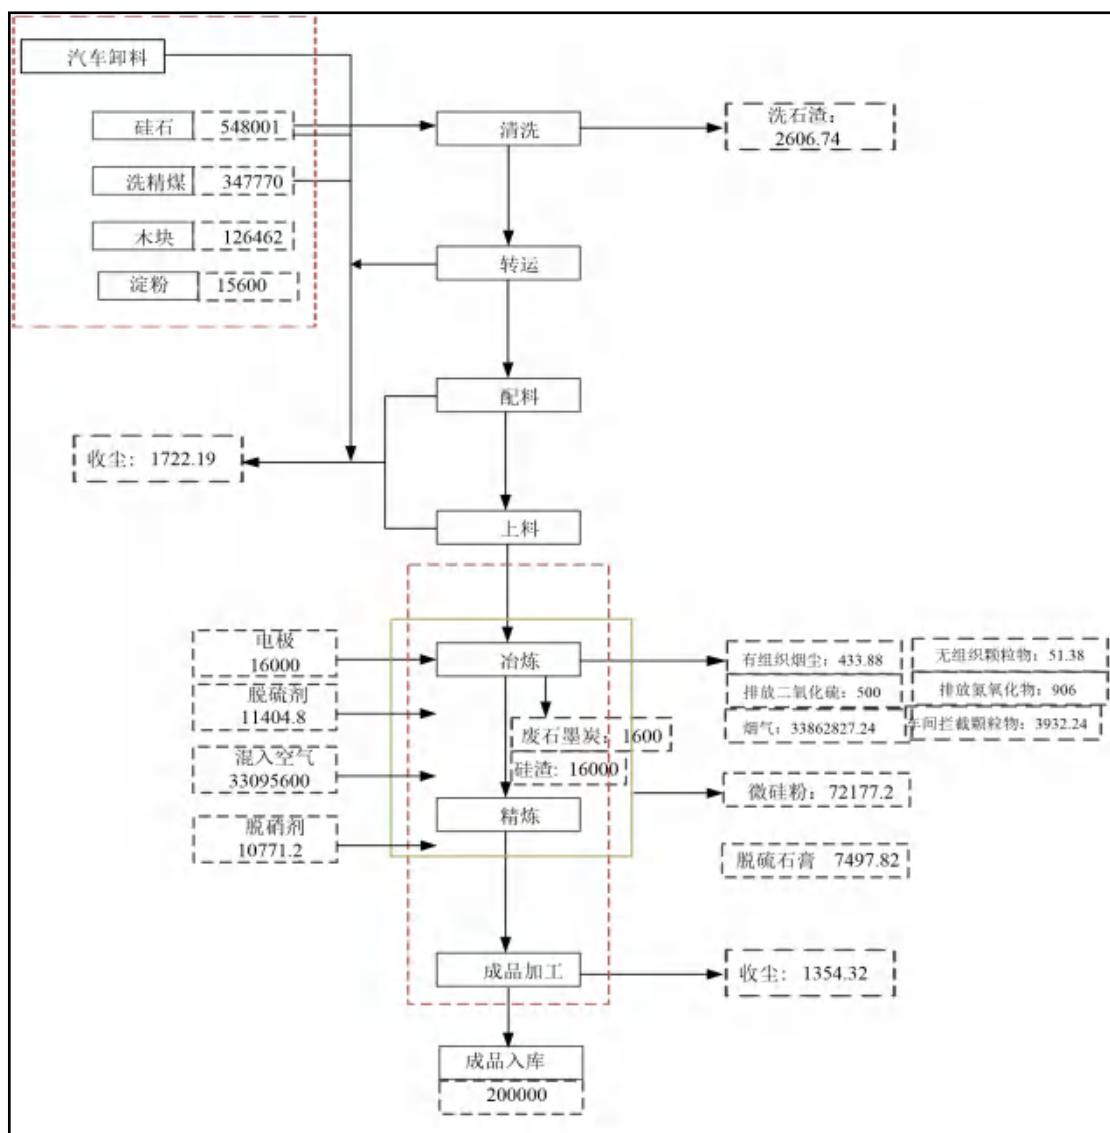 汽车卸料
硅石 548001
清洗
洗石渣：
2606.74
洗精煤 347770
木块 126462
转运
淀粉 15600
配料
收尘: 1722.19
上料
电极
16000
冶炼
有组织烟尘: 433.88
无组织颗粒物: 51.38
脱硫剂
11404.8
排放二氧化硫: 500
排放氮氧化物: 906
废石墨炭: 1600
烟气: 33862827.24
车间拦截颗粒物: 3932.24
混入空气
33095600
硅渣: 16000
微硅粉: 72177.2
脱硝剂
10771.2
精炼
脱硫石膏 7497.82
成品加工
收尘: 1354.32
成品入库
200000